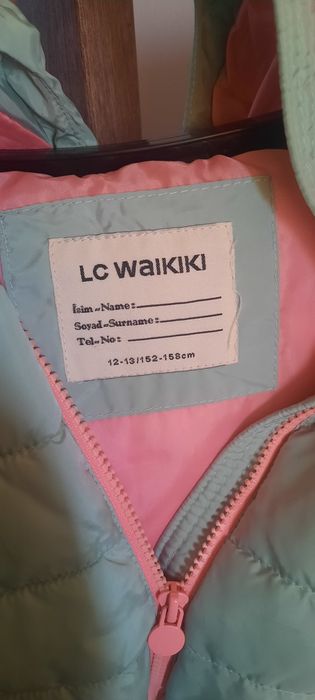 LC WAIKIKI
İsim-Name:
Soyad-Surname:
Tel-No:
12-13/152-158cm